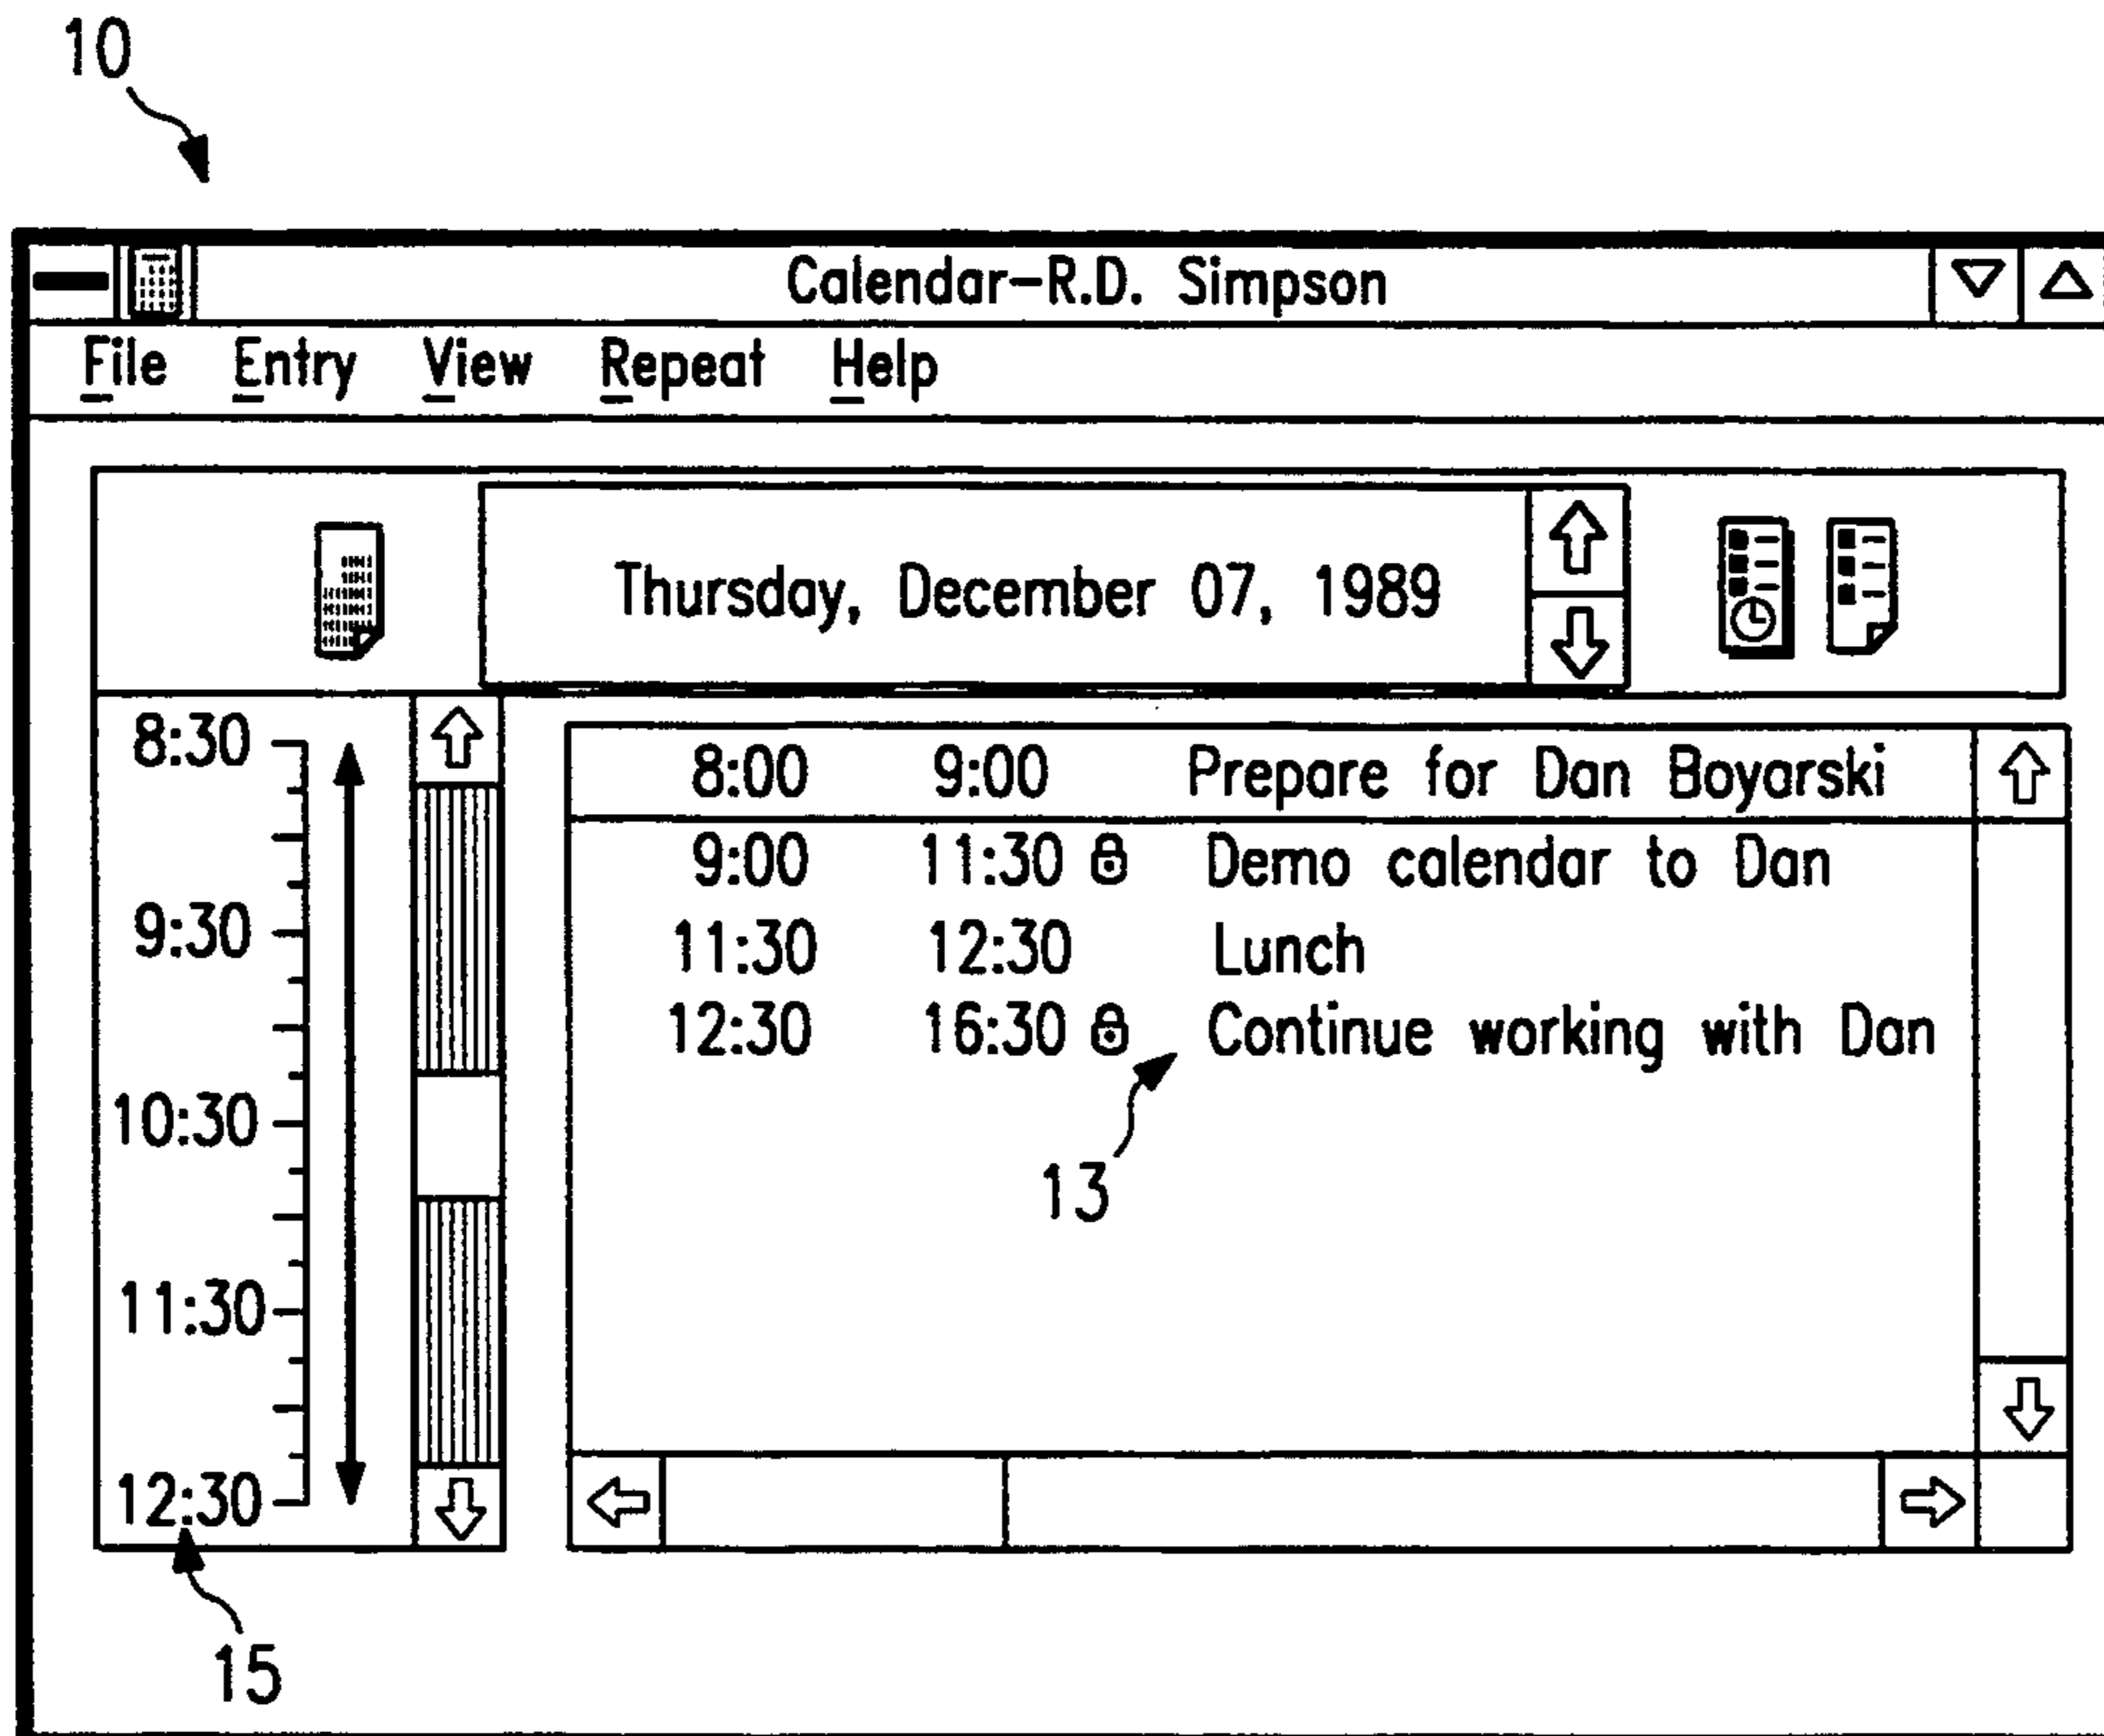 10
Calendar-R.D. Simpson
File Entry View Repeat Help
Thursday, December 07, 1989
8:30
9:30
10:30
11:30
12:30
8:00 9:00 Prepare for Dan Boyarski
9:00 11:30 Demo calendar to Dan
11:30 12:30 Lunch
12:30 16:30 Continue working with Dan
13
15